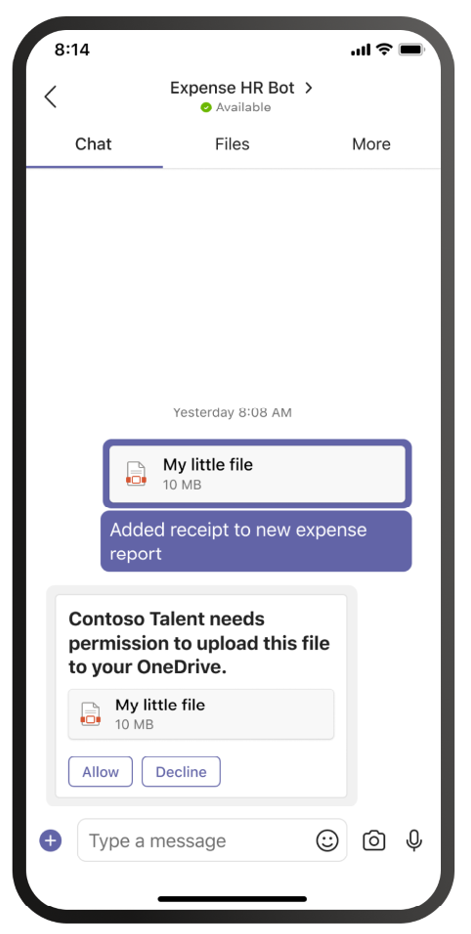 8:14
Expense HR Bot
Available
Chat Files More
Yesterday 8:08 AM
My little file
10 MB
Added receipt to new expense
report
Contoso Talent needs
permission to upload this file
to your OneDrive.
My little file
10 MB
Allow Decline
Type a message